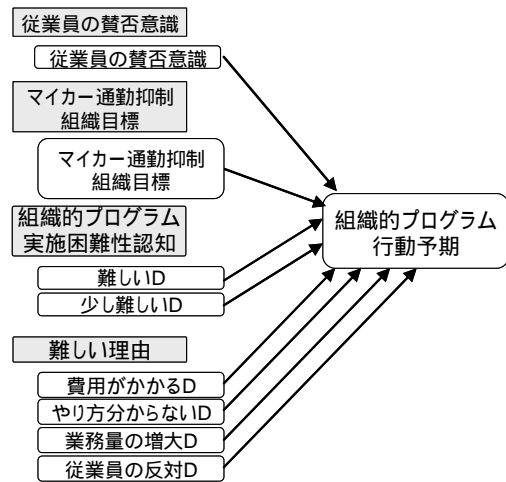 従業員の賛否意識
従業員の賛否意識
マイカー通勤抑制
組織目標
マイカー通勤抑制
組織目標
組織的プログラム
実施困難性認知
難しいD
少し難しいD
難しい理由
費用がかかるD
やり方分からないD
業務量の増大D
従業員の反対D
組織的プログラム
行動予期